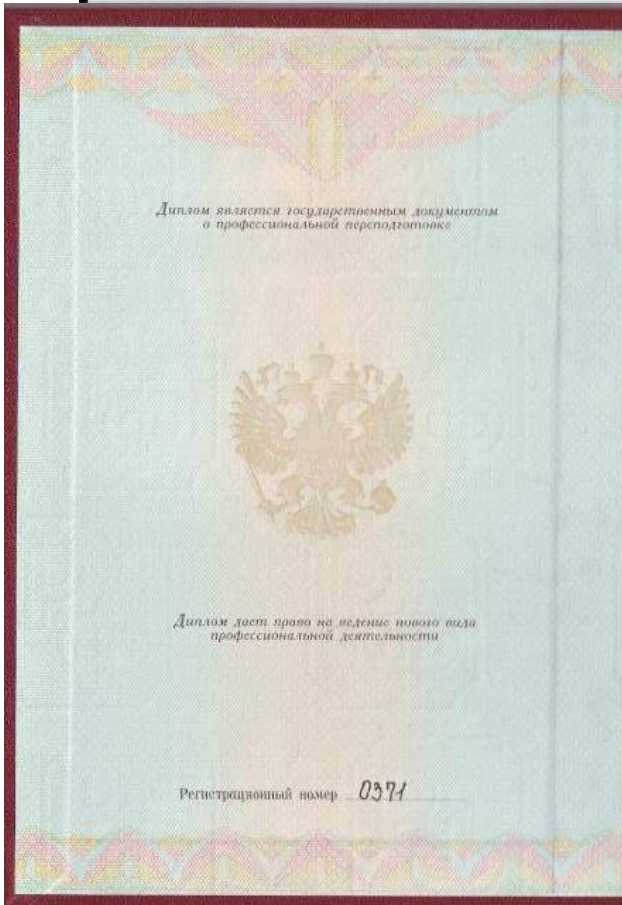 Диплом является государственным документом
о профессиональной переподготовке
Диплом дает право на ведение нового вида
профессиональной деятельности
Регистрационный номер 0371